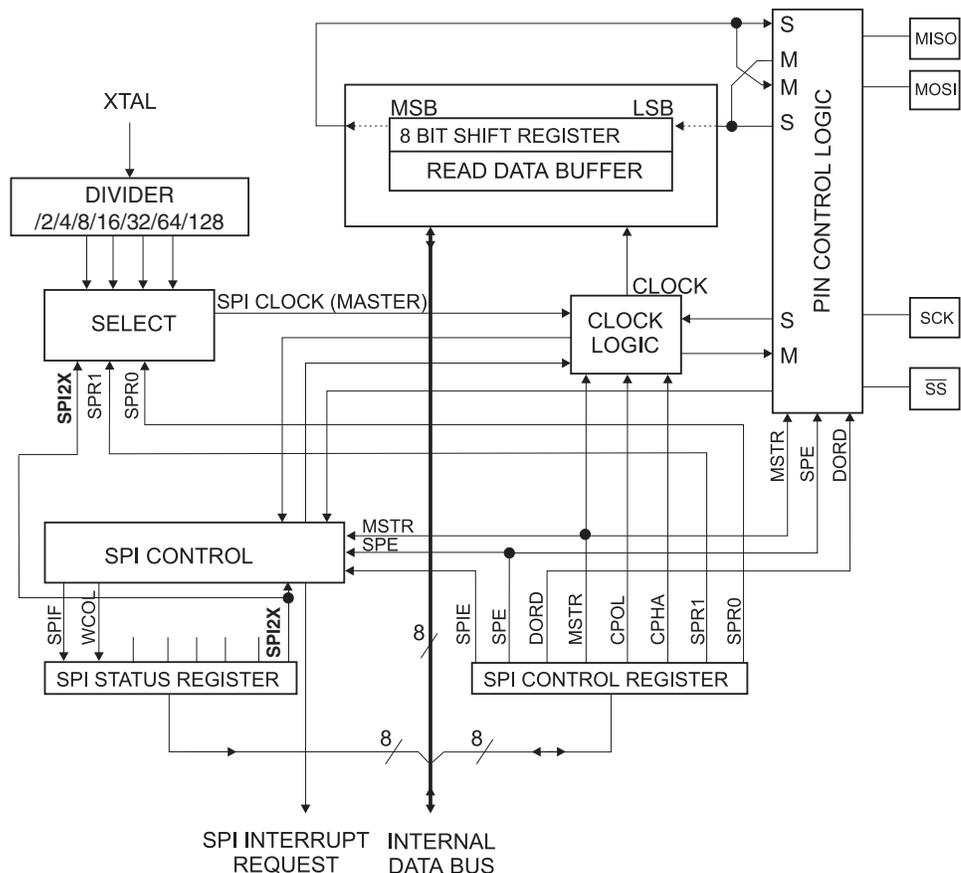 S
MISO
M
M
MOSI
XTAL
MSB
LSB
S
8 BIT SHIFT REGISTER
READ DATA BUFFER
DIVIDER
/2/4/8/16/32/64/128
PIN CONTROL LOGIC
SPI CLOCK (MASTER)
CLOCK
SELECT
CLOCK
LOGIC
S
M
SCK
SS
SPI2X
SPR1
SPR0
MSTR
SPE
DORD
SPI CONTROL
MSTR
SPE
SPIF
WCOL
SPI2X
8
SPIE
SPE
DORD
MSTR
CPOL
CPHA
SPR1
SPR0
SPI STATUS REGISTER
SPI CONTROL REGISTER
8
8
SPI INTERRUPT
REQUEST
INTERNAL
DATA BUS